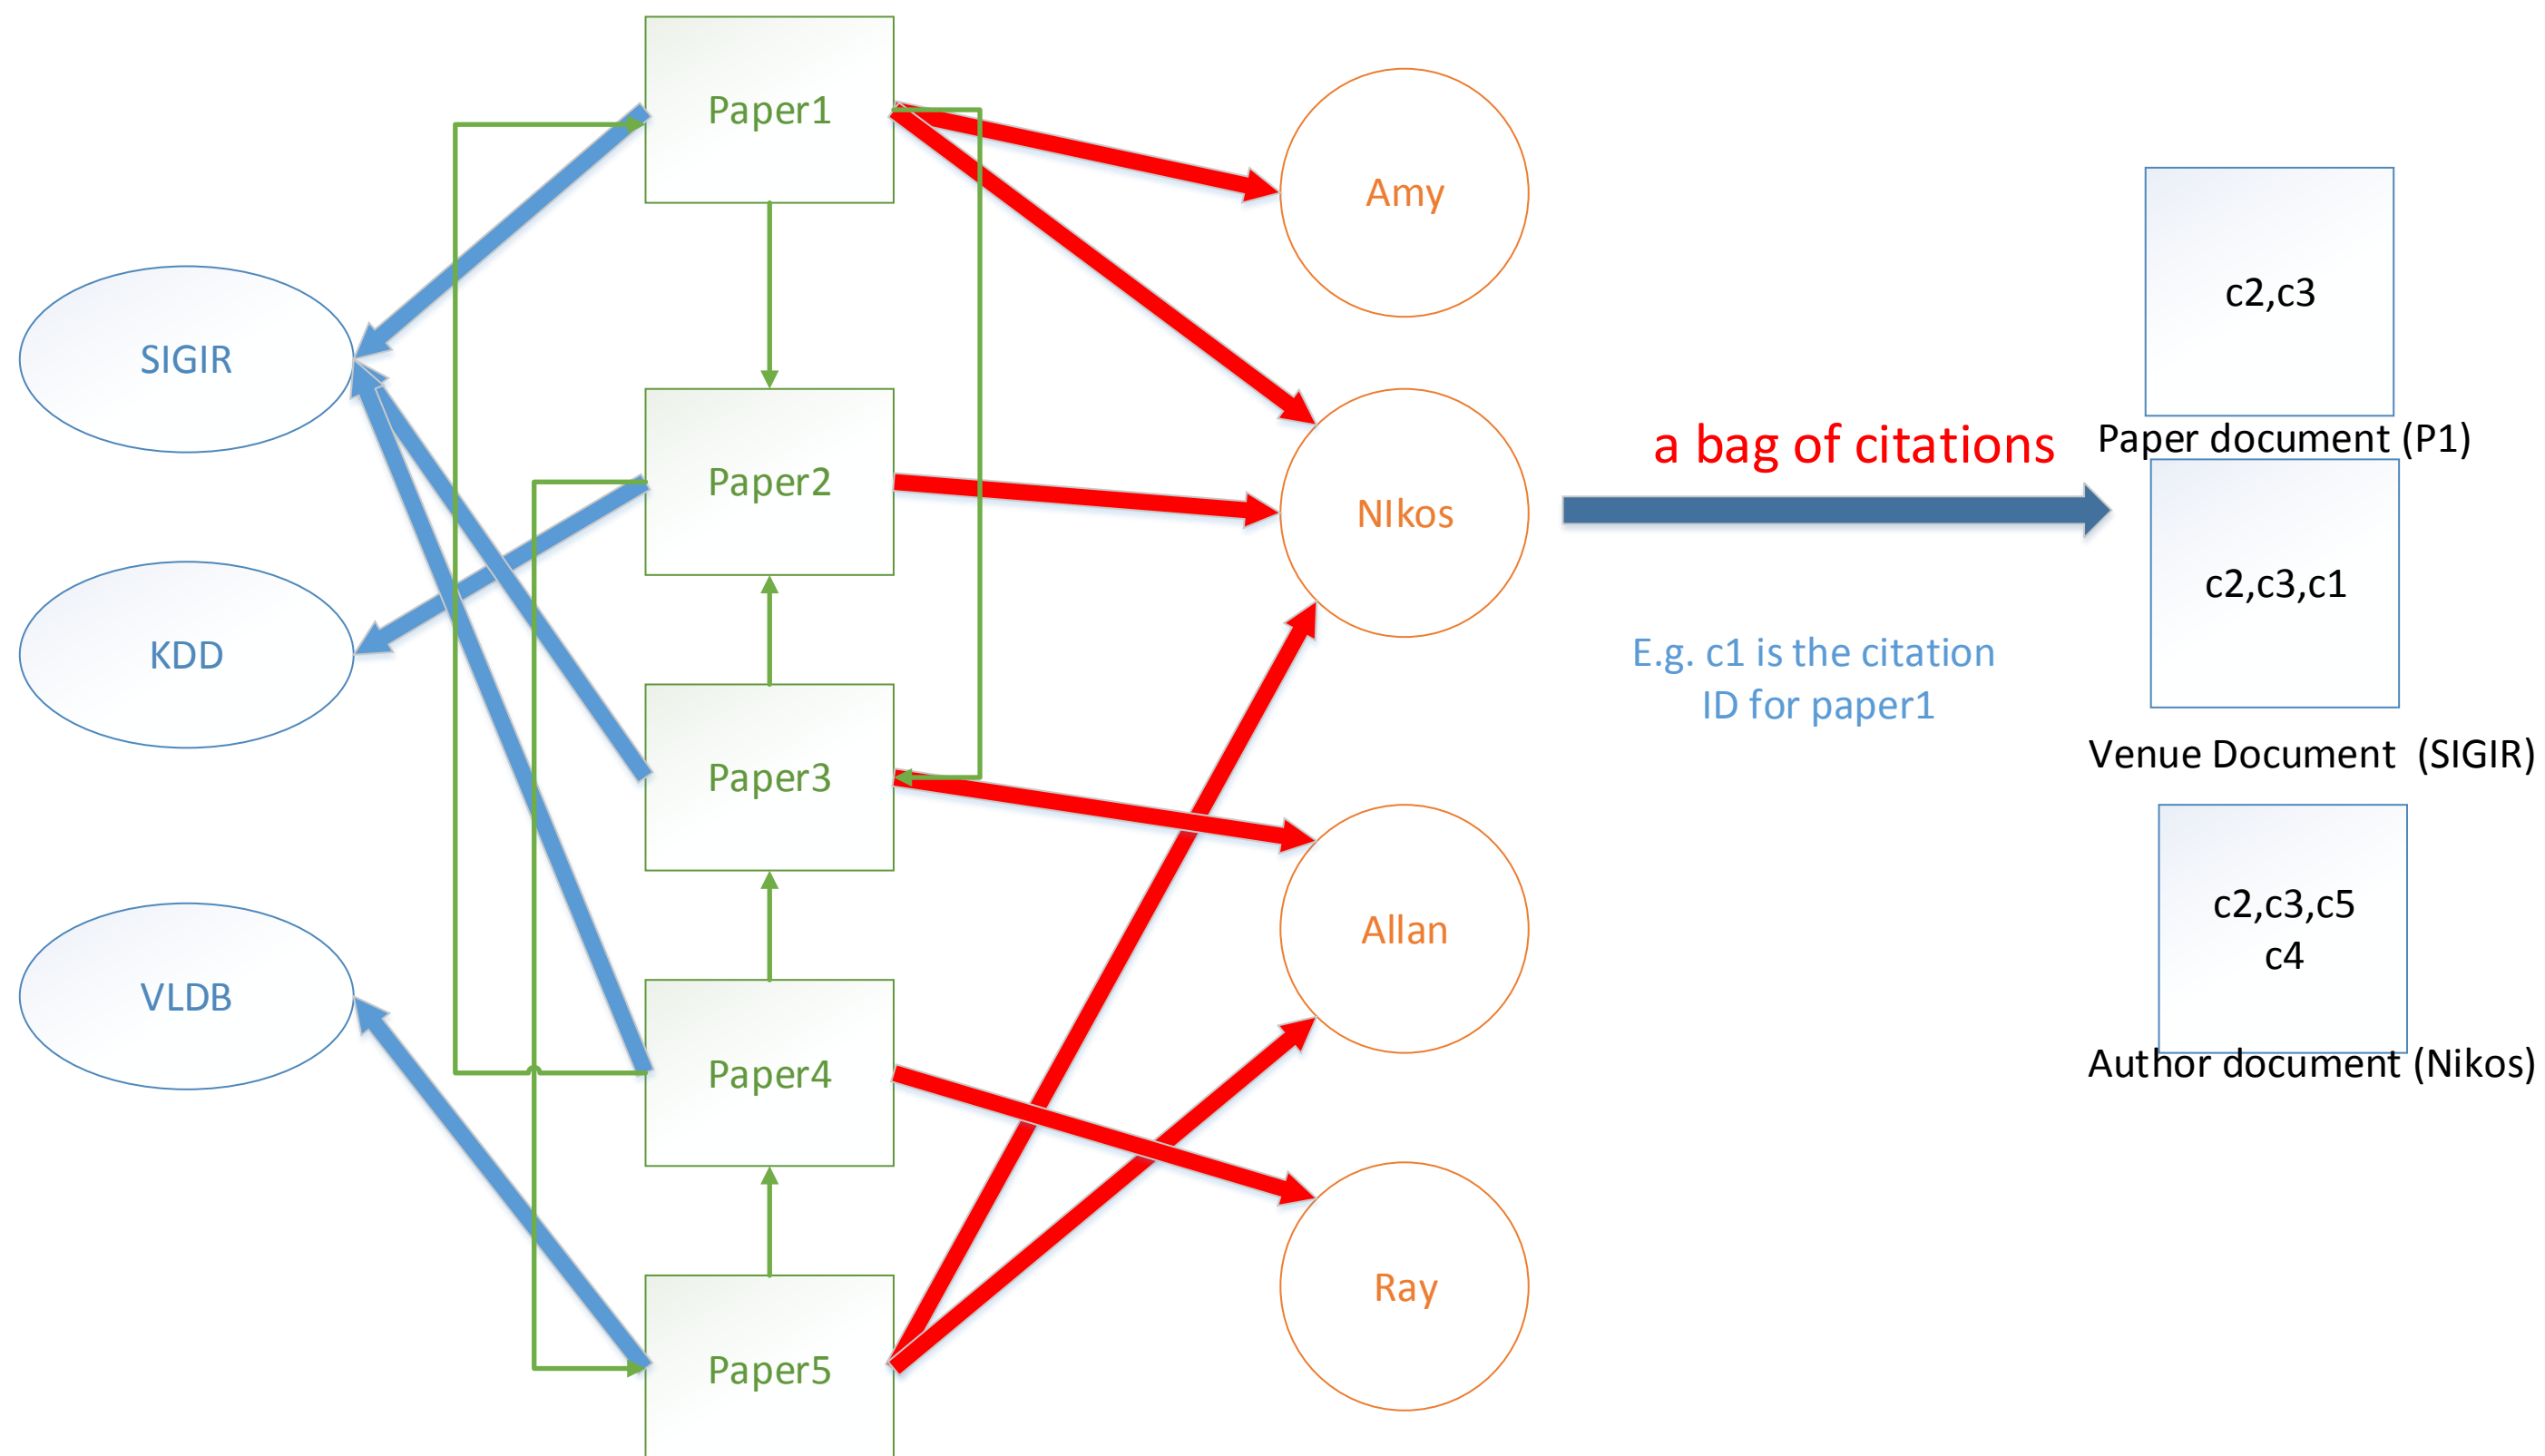 SIGIR
KDD
VLDB
Paper1
Paper2
Paper3
Paper4
Paper5
Amy
NIkos
Allan
Ray
a bag of citations
E.g. c1 is the citation
ID for paper1
c2,c3
Paper document (P1)
c2,c3,c1
Venue Document  (SIGIR)
c2,c3,c5
c4
Author document (Nikos)